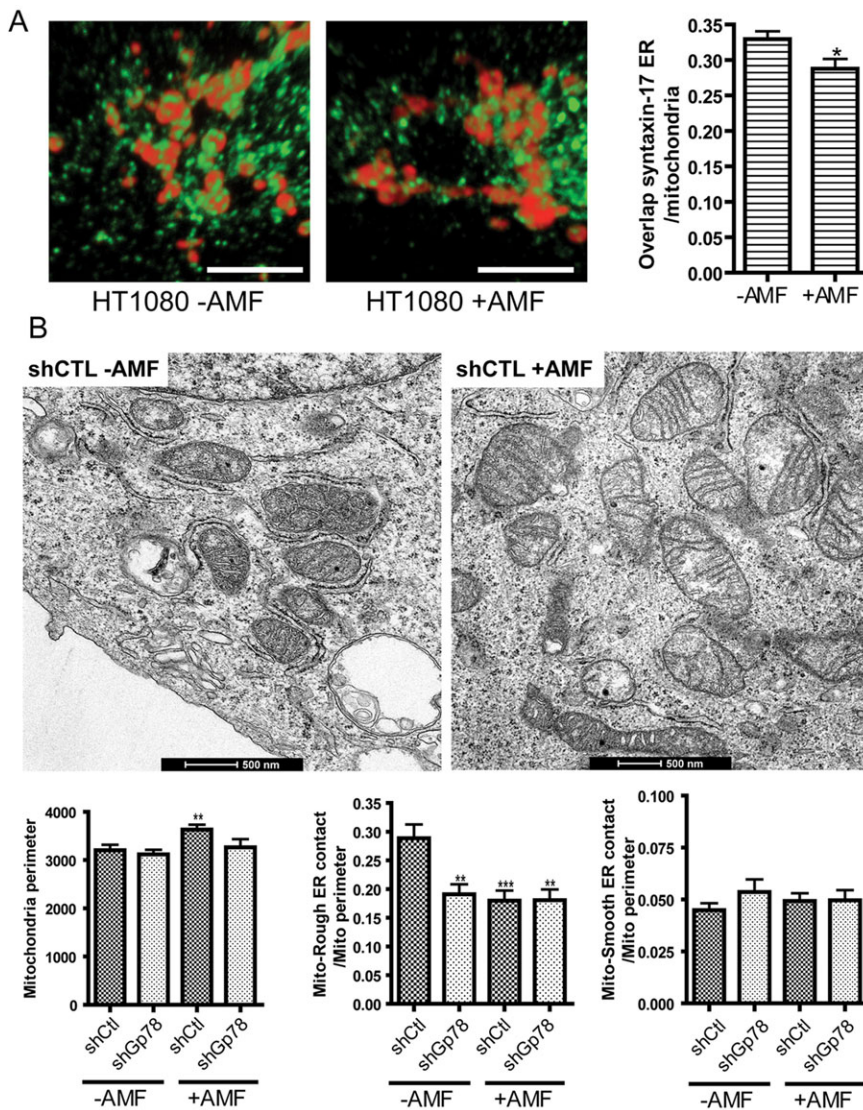 A
HT1080 -AMF
HT1080 +AMF
Overlap syntaxin-17 ER
/mitochondria
0.35
0.30
0.25
0.20
0.15
0.10
0.05
0.00
*
-AMF
+AMF
B
shCTL -AMF
shCTL +AMF
500 nm
500 nm
Mitochondria perimeter
4000
3000
2000
1000
0
**
shCtl
shGp78
shCtl
shGp78
-AMF
+AMF
Mito-Rough ER contact
/Mito perimeter
0.35
0.30
0.25
0.20
0.15
0.10
0.05
0.00
**
***
**
shCtl
shGp78
shCtl
shGp78
-AMF
+AMF
Mito-Smooth ER contact
/Mito perimeter
0.100
0.075
0.050
0.025
0.000
shCtl
shGp78
shCtl
shGp78
-AMF
+AMF